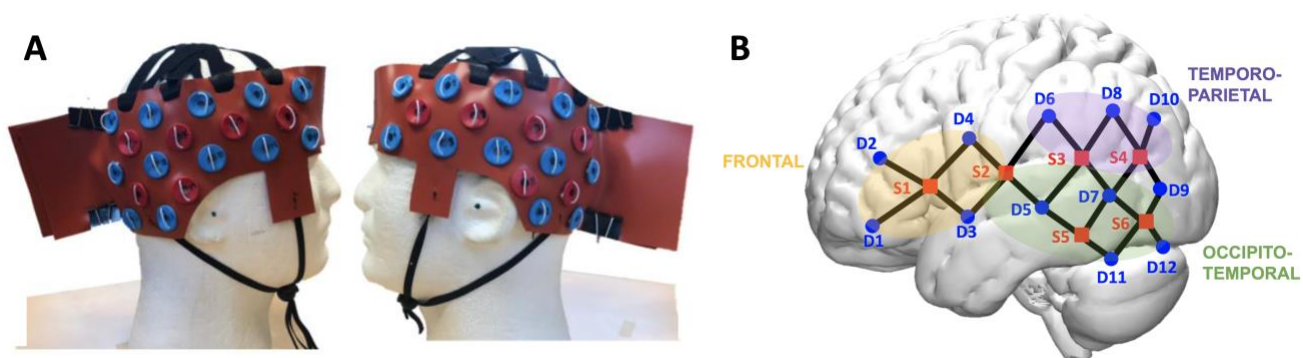 A
B
TEMPORO-
PARIETAL
D6
D8
D10
D4
D2
FRONTAL
S1
S2
S3
S4
D5
D7
D9
D1
D3
S5
S6
D11
D12
OCCIPITO-
TEMPORAL